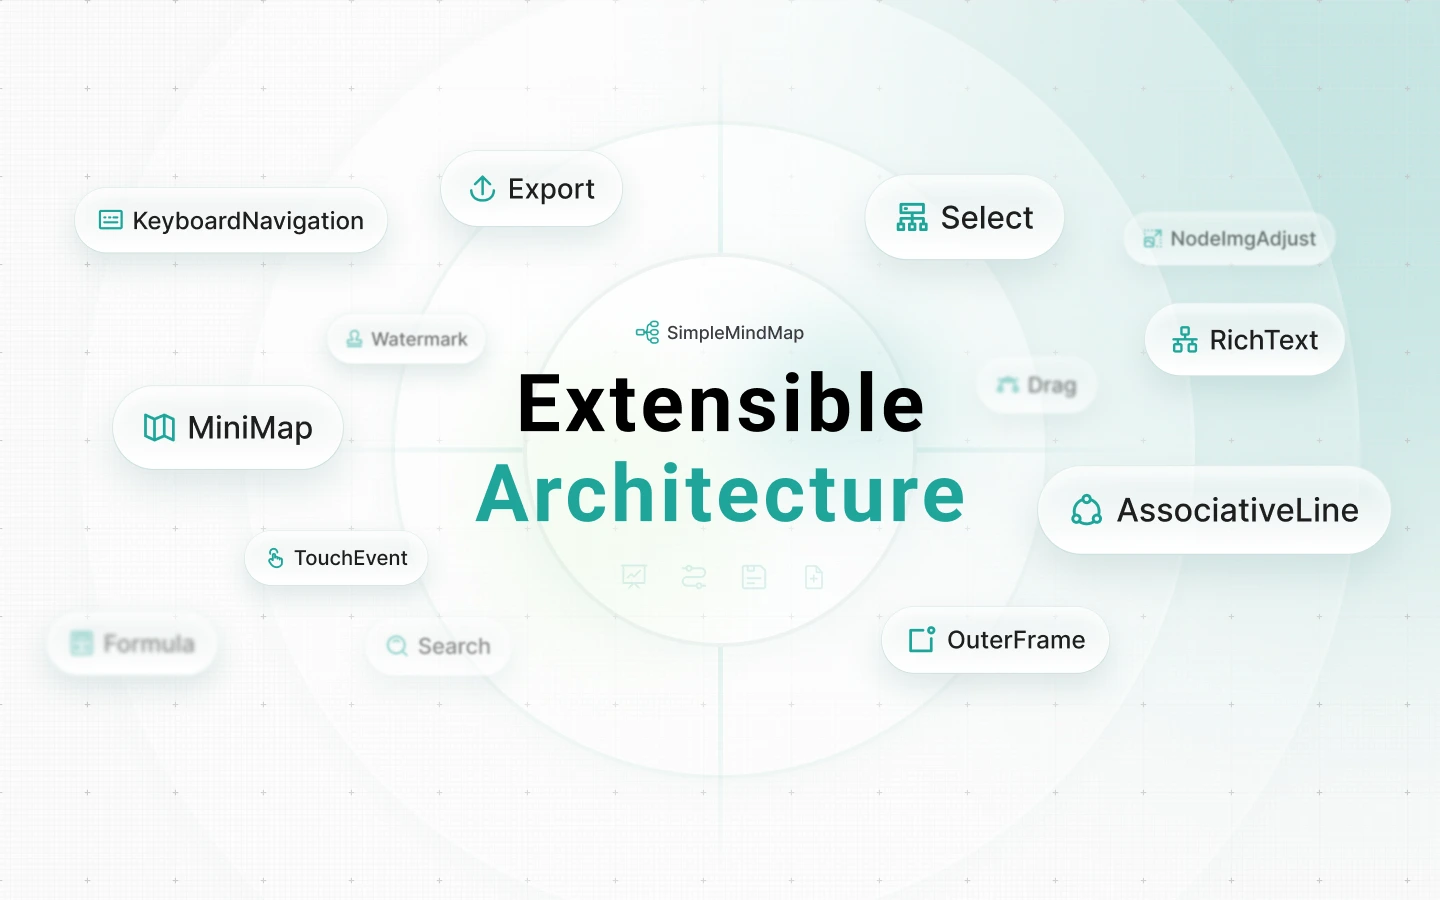 Export
Select
KeyboardNavigation
NodeImgAdjust
SimpleMindMap
Watermark
RichText
Extensible
Drag
MiniMap
Architecture
AssociativeLine
TouchEvent
OuterFrame
Formula
Search